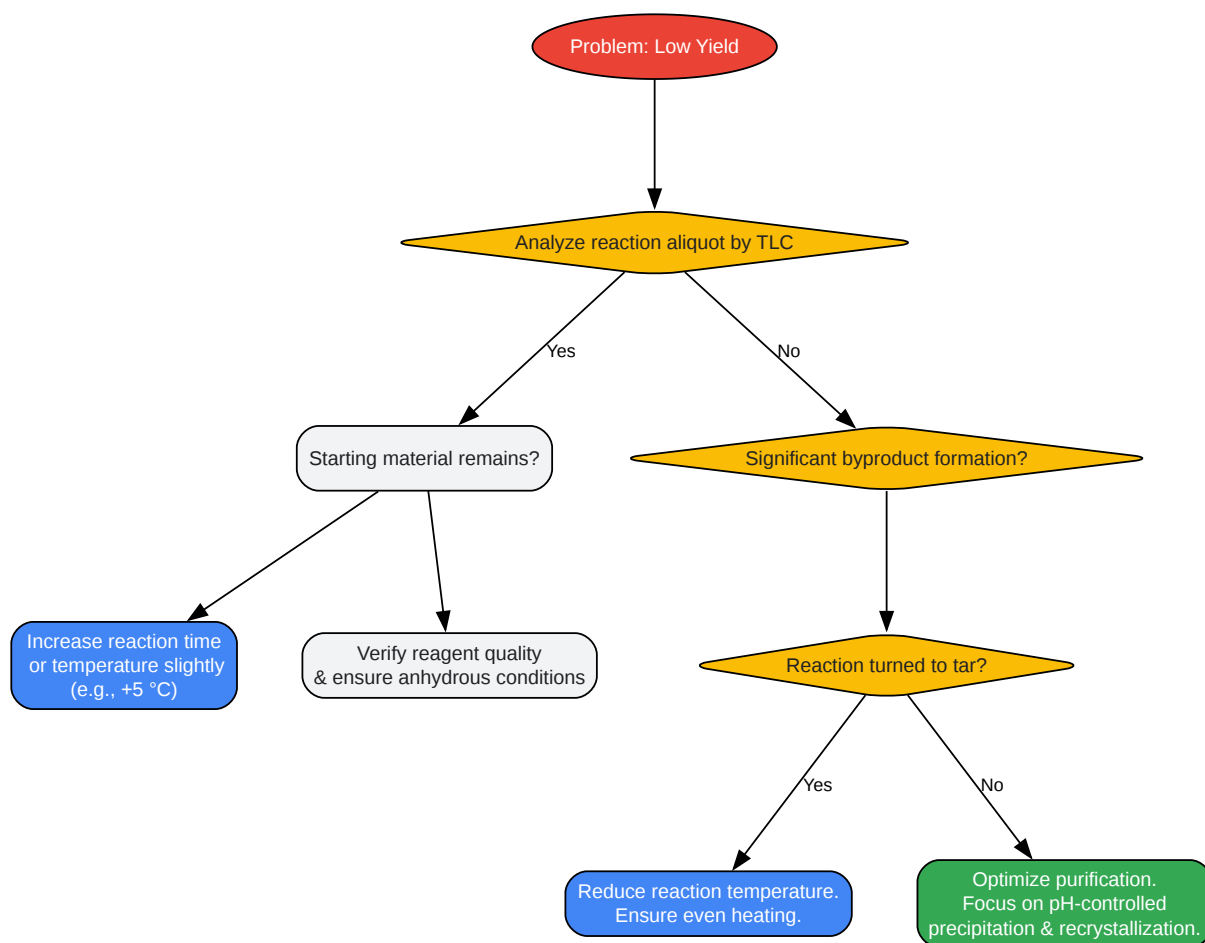 Problem: Low Yield
Analyze reaction aliquot by TLC
Yes
No
Starting material remains?
Significant byproduct formation?
Increase reaction time
or temperature slightly
(e.g., +5 °C)
Verify reagent quality
& ensure anhydrous conditions
Reaction turned to tar?
Yes
No
Reduce reaction temperature.
Ensure even heating.
Optimize purification.
Focus on pH-controlled
precipitation & recrystallization.